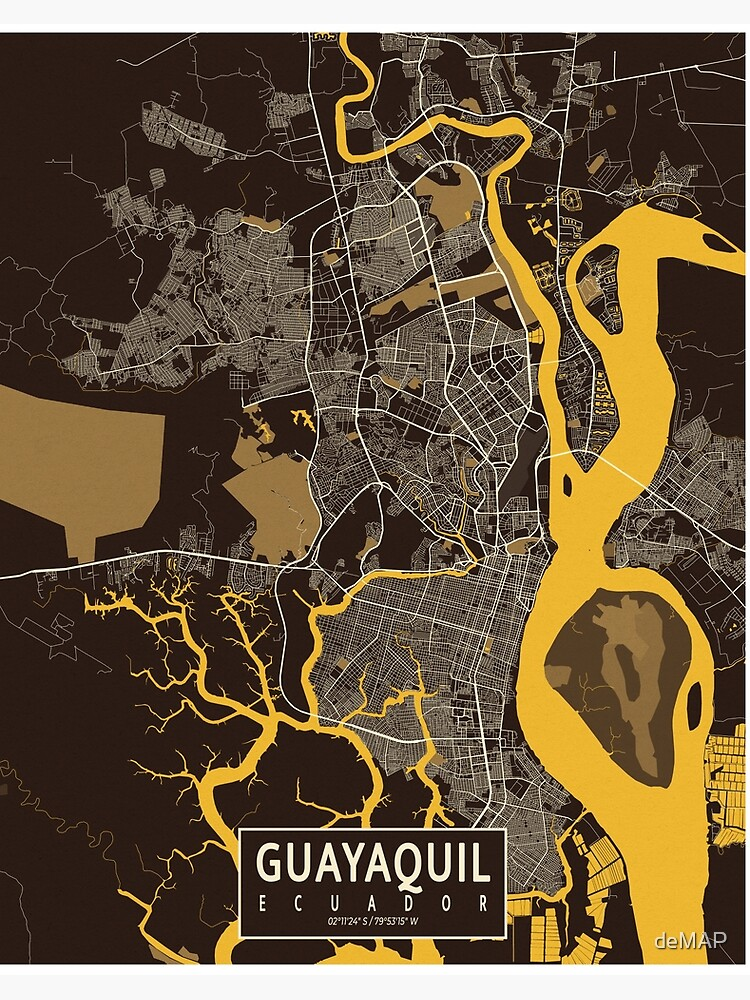 GUAYAQUIL
ECUADOR
02°11'24" S / 79°53'15" W
deMAP